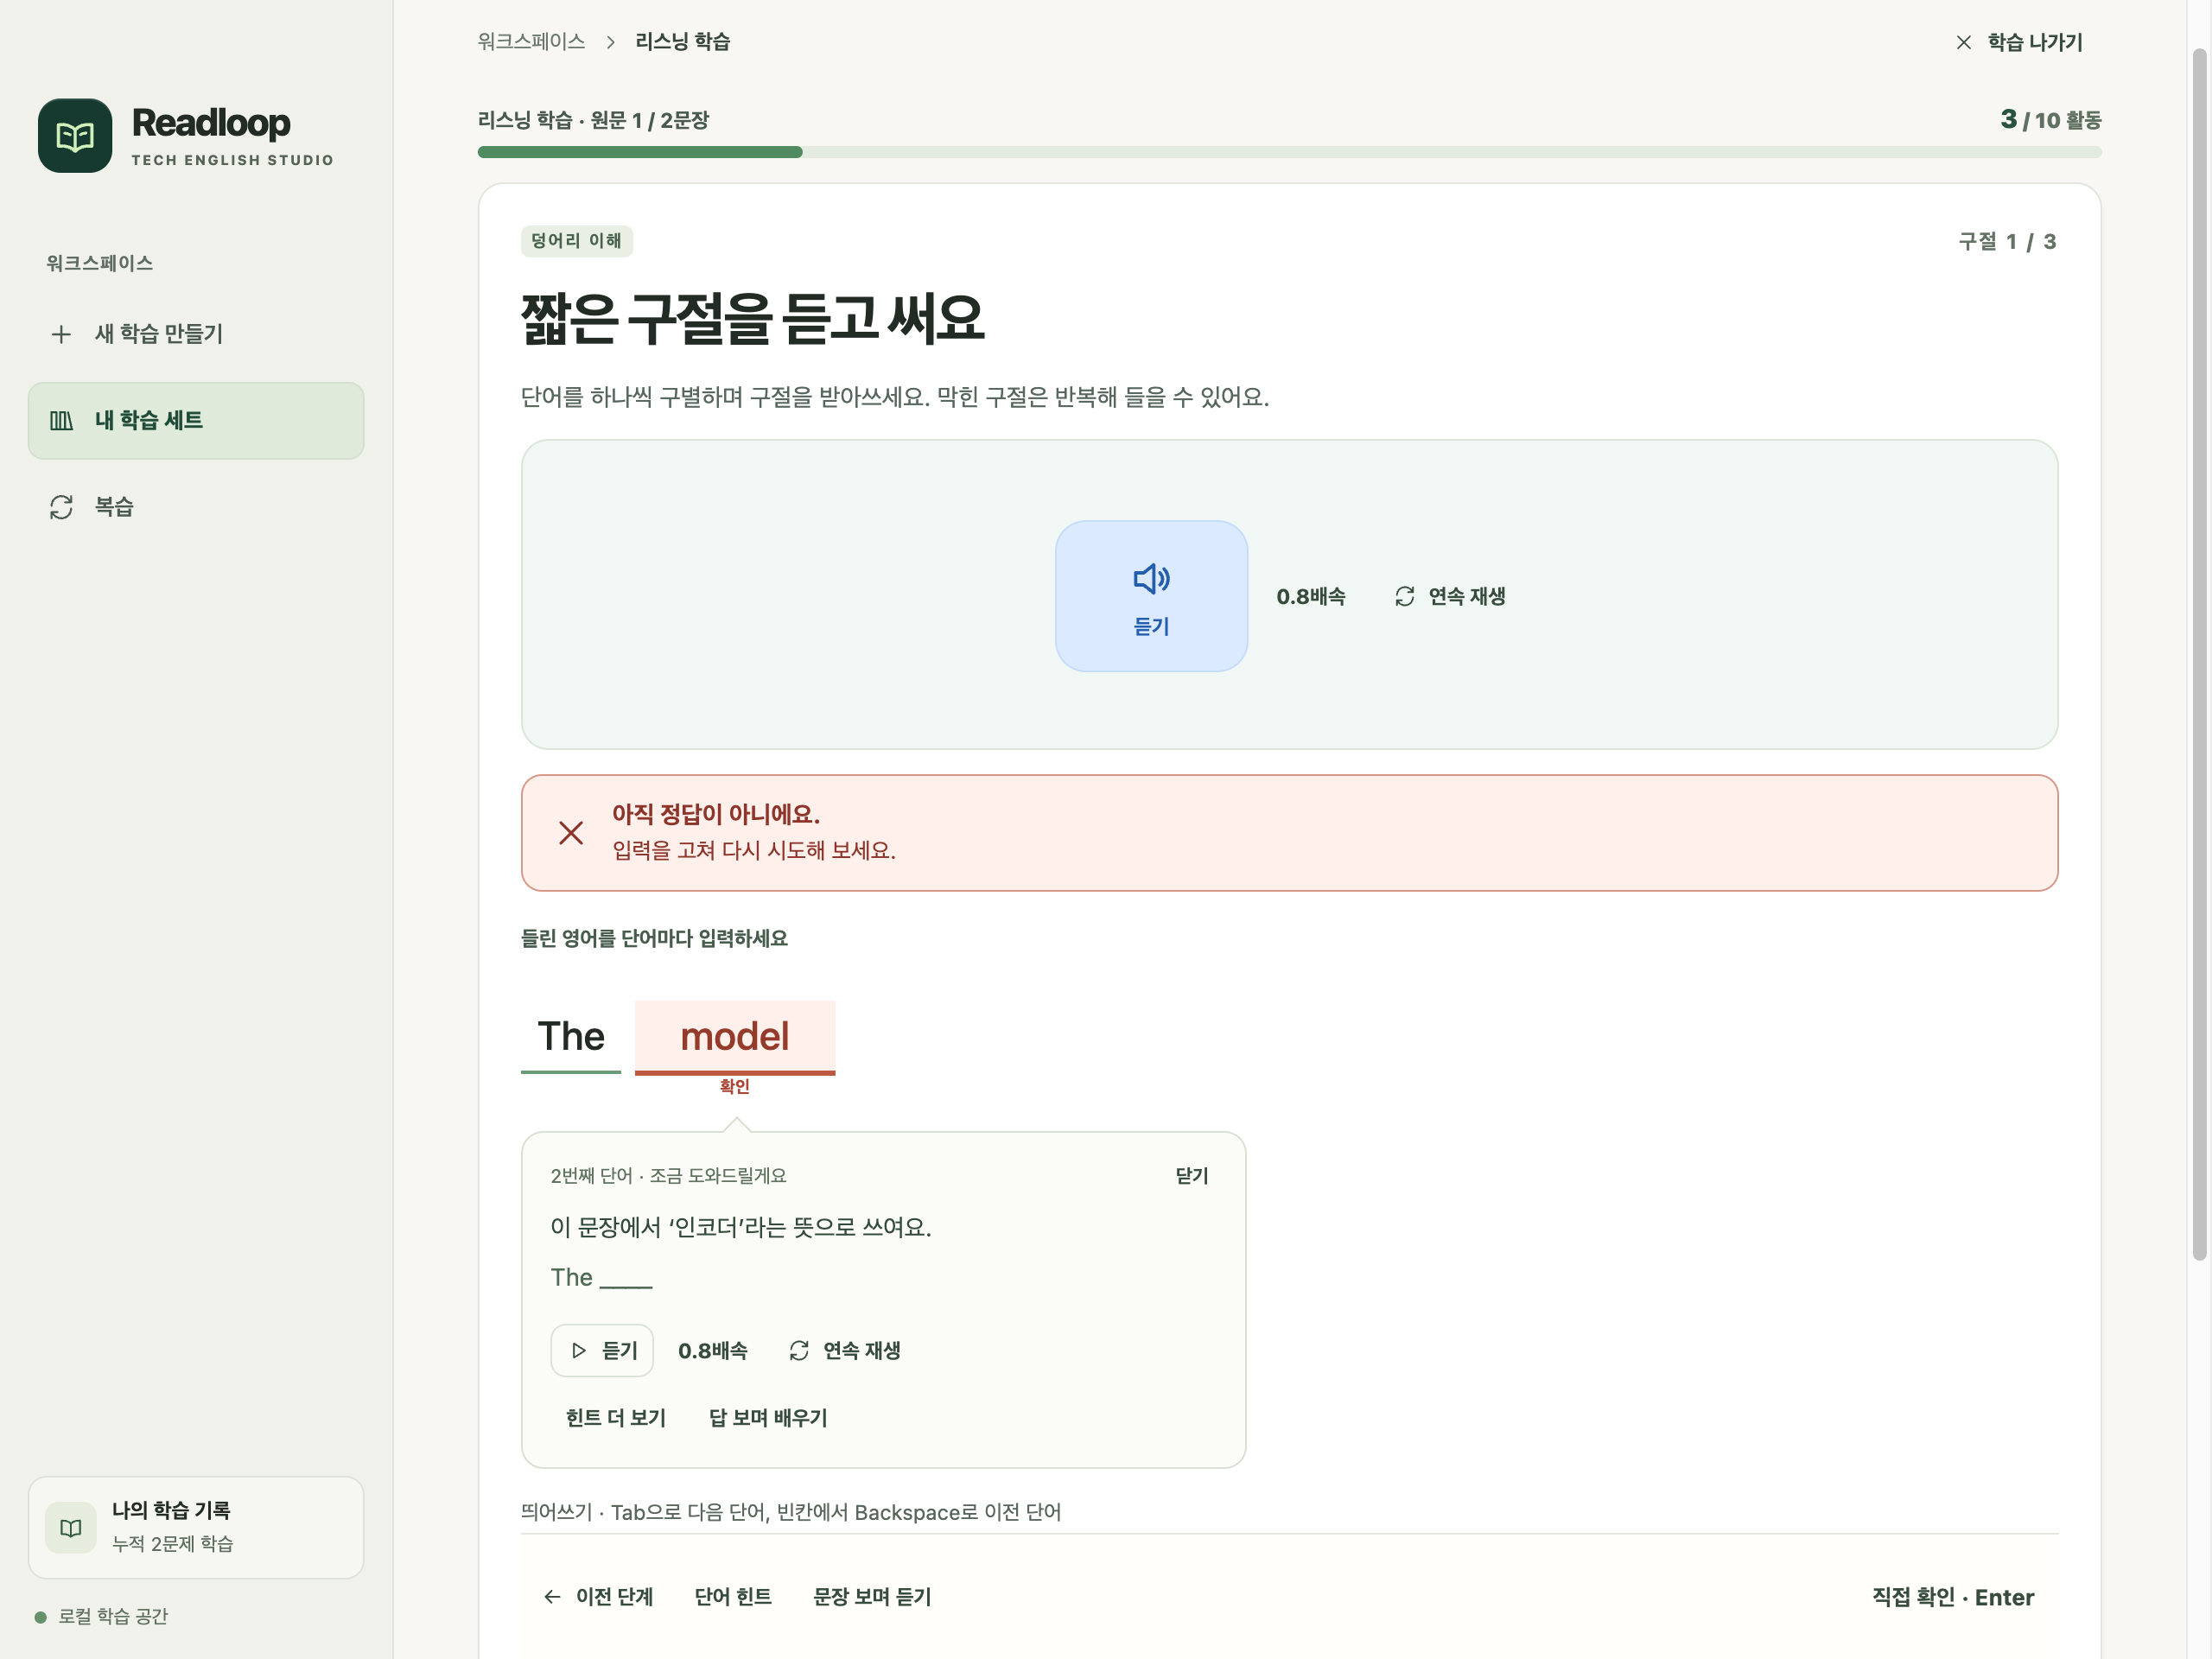 Readloop
TECH ENGLISH STUDIO
워크스페이스
새 학습 만들기
내 학습 세트
복습
나의 학습 기록
누적 2문제 학습
로컬 학습 공간
워크스페이스 > 리스닝 학습
학습 나가기
리스닝 학습 · 원문 1 / 2문장
3 / 10 활동
덩어리 이해
구절 1 / 3
짧은 구절을 듣고 써요
단어를 하나씩 구별하며 구절을 받아쓰세요. 막힌 구절은 반복해 들을 수 있어요.
듣기
0.8배속
연속 재생
아직 정답이 아니에요.
입력을 고쳐 다시 시도해 보세요.
들린 영어를 단어마다 입력하세요
The model
확인
2번째 단어 · 조금 도와드릴게요
닫기
이 문장에서 ‘인코더’라는 뜻으로 쓰여요.
The ____
듣기
0.8배속
연속 재생
힌트 더 보기
답 보며 배우기
띄어쓰기 · Tab으로 다음 단어, 빈칸에서 Backspace로 이전 단어
이전 단계
단어 힌트
문장 보며 듣기
직접 확인 · Enter